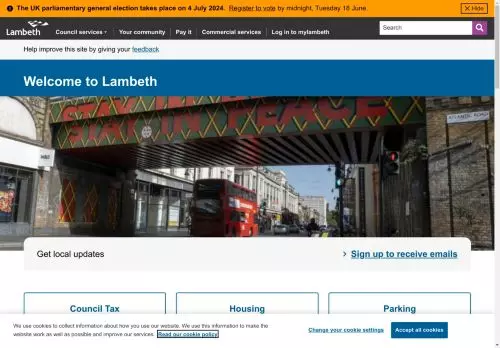 The UK parliamentary general election takes place on 4 July 2024. Register to vote by midnight, Tuesday 18 June.
Hide
Lambeth
Council services
Your community
Pay it
Commercial services
Log in to mylambeth
Search
Help improve this site by giving your feedback
Welcome to Lambeth
STAY IN PEACE
ATLANTIC ROAD
Get local updates
Sign up to receive emails
Council Tax
Housing
Parking
We use cookies to collect information about how you use our website. We use this information to make the
website work as well as possible and improve our services. Read our cookie policy
Change your cookie settings
Accept all cookies